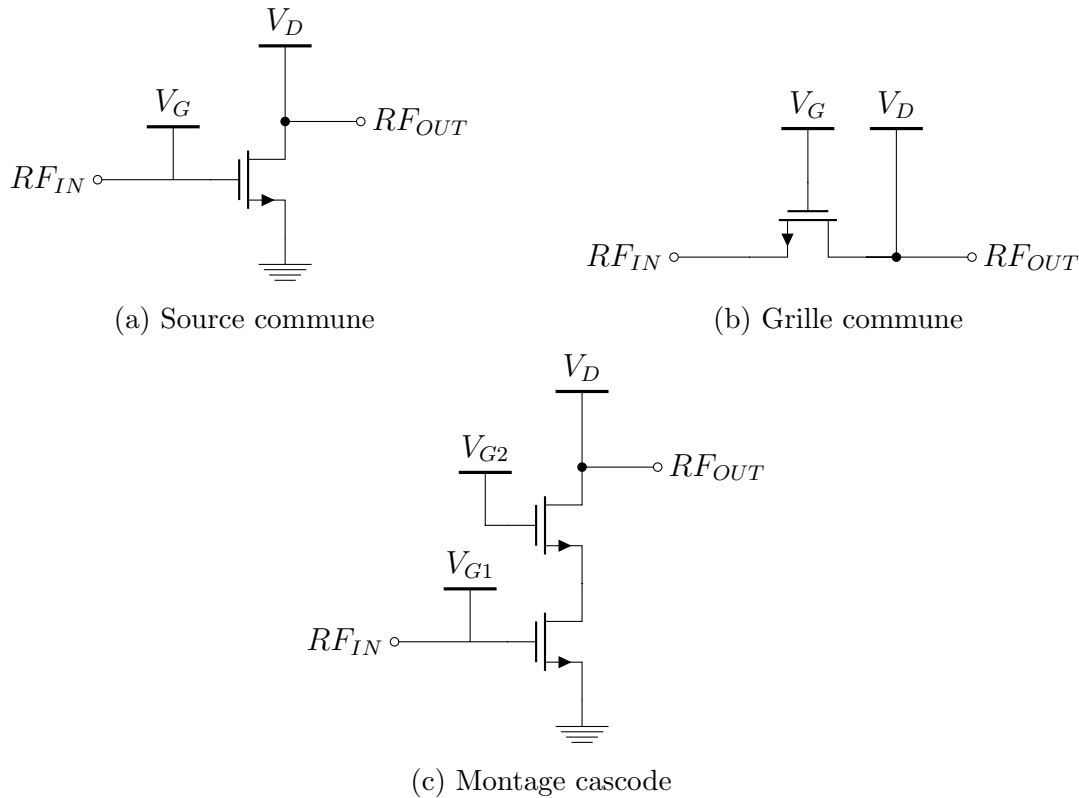 V_D
V_G
RF_OUT
RF_IN
(a) Source commune
V_G V_D
RF_IN RF_OUT
(b) Grille commune
V_D
V_G2
RF_OUT
V_G1
RF_IN
(c) Montage cascode